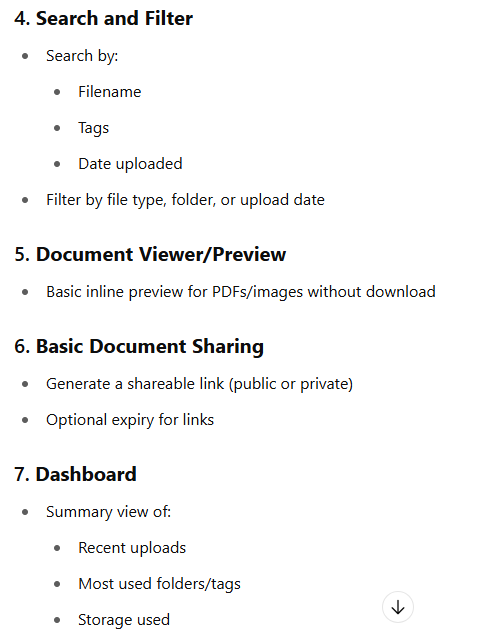 4. Search and Filter
Search by:
Filename
Tags
Date uploaded
Filter by file type, folder, or upload date
5. Document Viewer/Preview
Basic inline preview for PDFs/images without download
6. Basic Document Sharing
Generate a shareable link (public or private)
Optional expiry for links
7. Dashboard
Summary view of:
Recent uploads
Most used folders/tags
Storage used